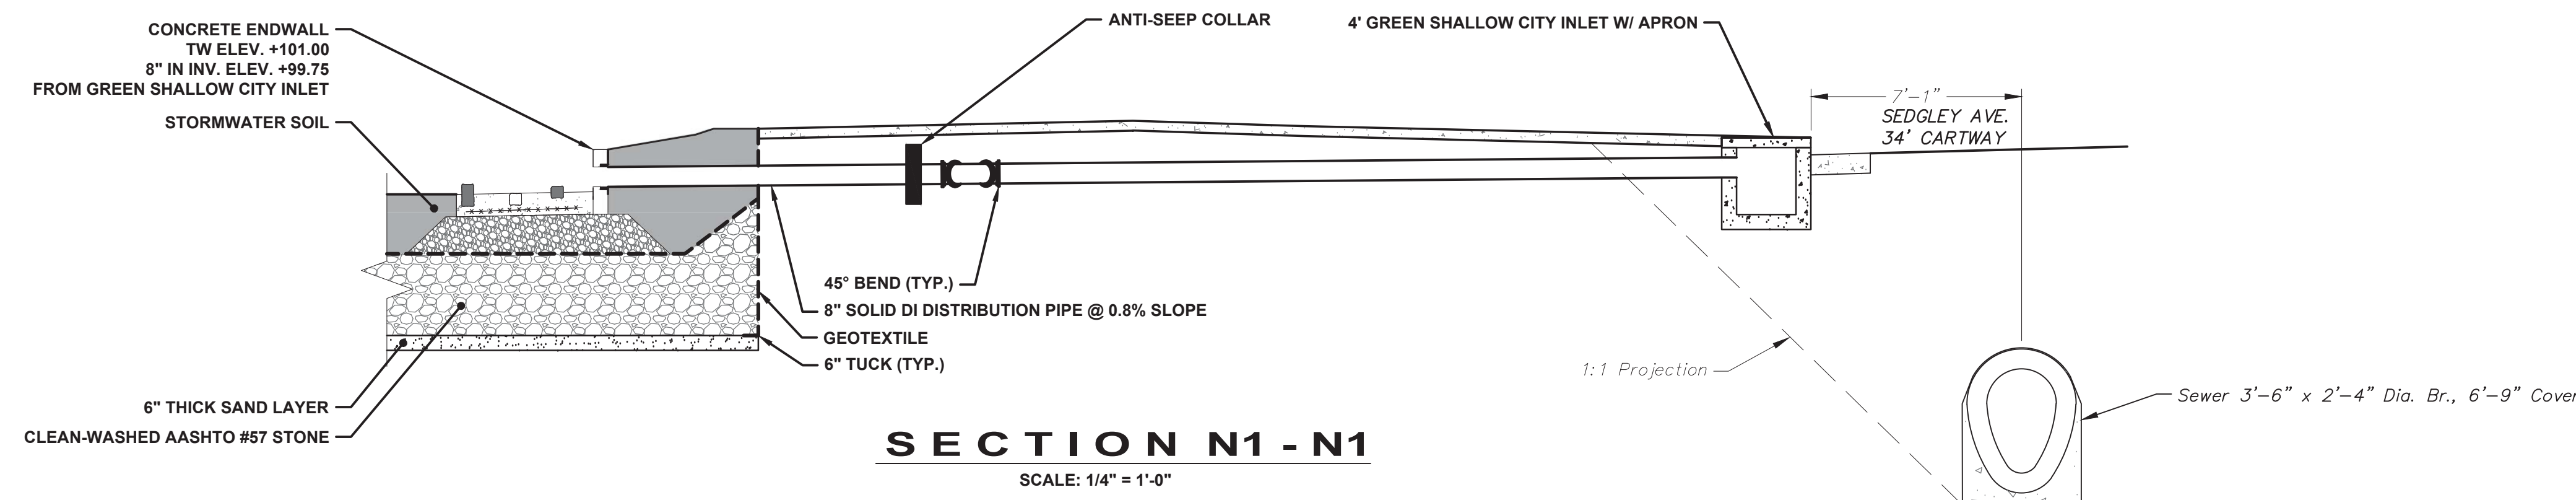 CONCRETE ENDWALL
TW ELEV. +101.00
8" IN INV. ELEV. +99.75
FROM GREEN SHALLOW CITY INLET
STORMWATER SOIL
ANTI-SEEP COLLAR
4' GREEN SHALLOW CITY INLET W/ APRON
7'-1"
SEDGLEY AVE.
34' CARTWAY
45° BEND (TYP.)
8" SOLID DI DISTRIBUTION PIPE @ 0.8% SLOPE
GEOTEXTILE
6" TUCK (TYP.)
1:1 Projection
Sewer 3'-6" x 2'-4" Dia. Br., 6'-9" Cover
6" THICK SAND LAYER
CLEAN-WASHED AASHTO #57 STONE
SECTION N1-N1
SCALE: 1/4" = 1'-0"